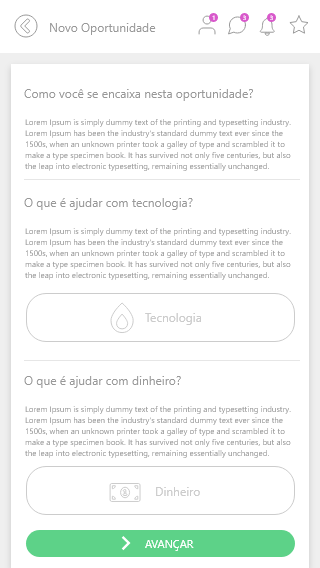 Novo Oportunidade
1
3
3
Como você se encaixa nesta oportunidade?
Lorem Ipsum is simply dummy text of the printing and typesetting industry.
Lorem Ipsum has been the industry's standard dummy text ever since the
1500s, when an unknown printer took a galley of type and scrambled it to
make a type specimen book. It has survived not only five centuries, but also
the leap into electronic typesetting, remaining essentially unchanged.
O que é ajudar com tecnologia?
Lorem Ipsum is simply dummy text of the printing and typesetting industry.
Lorem Ipsum has been the industry's standard dummy text ever since the
1500s, when an unknown printer took a galley of type and scrambled it to
make a type specimen book. It has survived not only five centuries, but also
the leap into electronic typesetting, remaining essentially unchanged.
Tecnologia
O que é ajudar com dinheiro?
Lorem Ipsum is simply dummy text of the printing and typesetting industry.
Lorem Ipsum has been the industry's standard dummy text ever since the
1500s, when an unknown printer took a galley of type and scrambled it to
make a type specimen book. It has survived not only five centuries, but also
the leap into electronic typesetting, remaining essentially unchanged.
Dinheiro
AVANÇAR